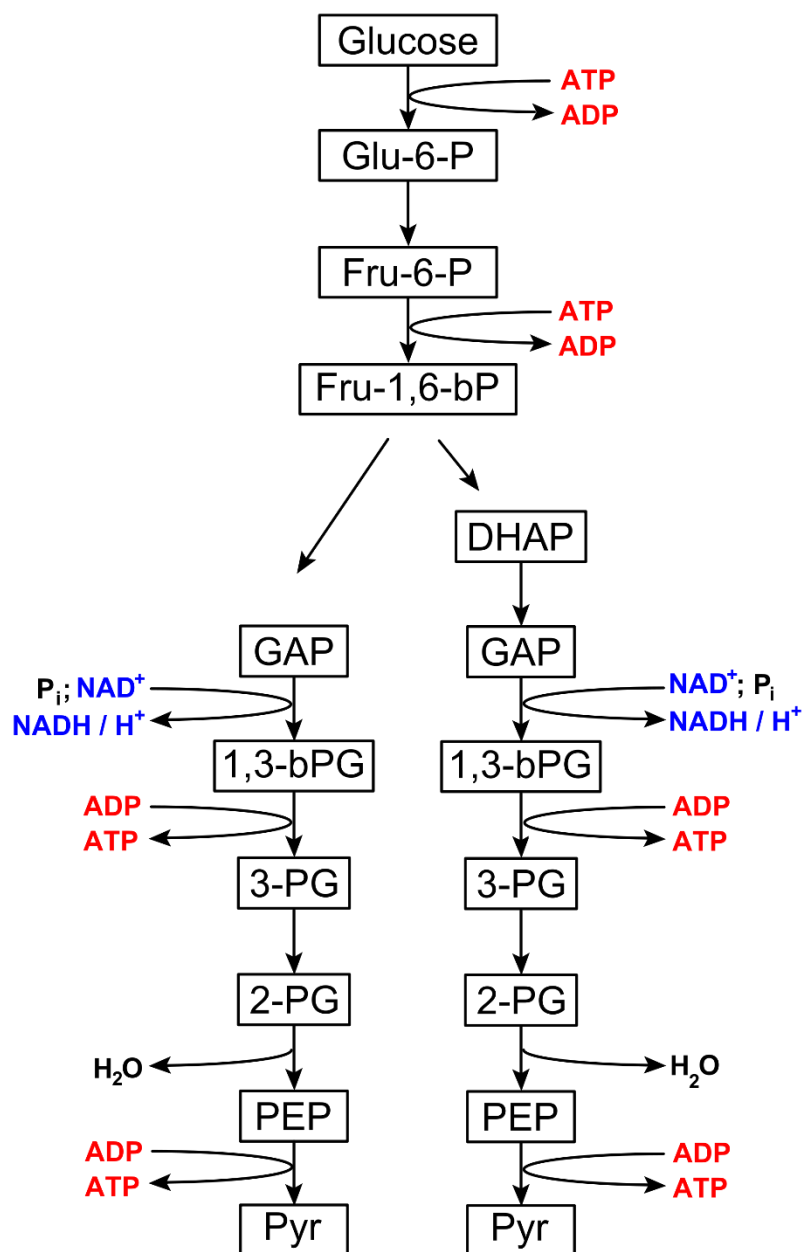 Glucose
ATP
ADP
Glu-6-P
Fru-6-P
ATP
ADP
Fru-1,6-bP
DHAP
GAP
GAP
Pi; NAD+
NAD+; Pi
NADH / H+
NADH / H+
1,3-bPG
1,3-bPG
ADP
ADP
ATP
ATP
3-PG
3-PG
2-PG
2-PG
H2O
H2O
PEP
PEP
ADP
ADP
ATP
ATP
Pyr
Pyr